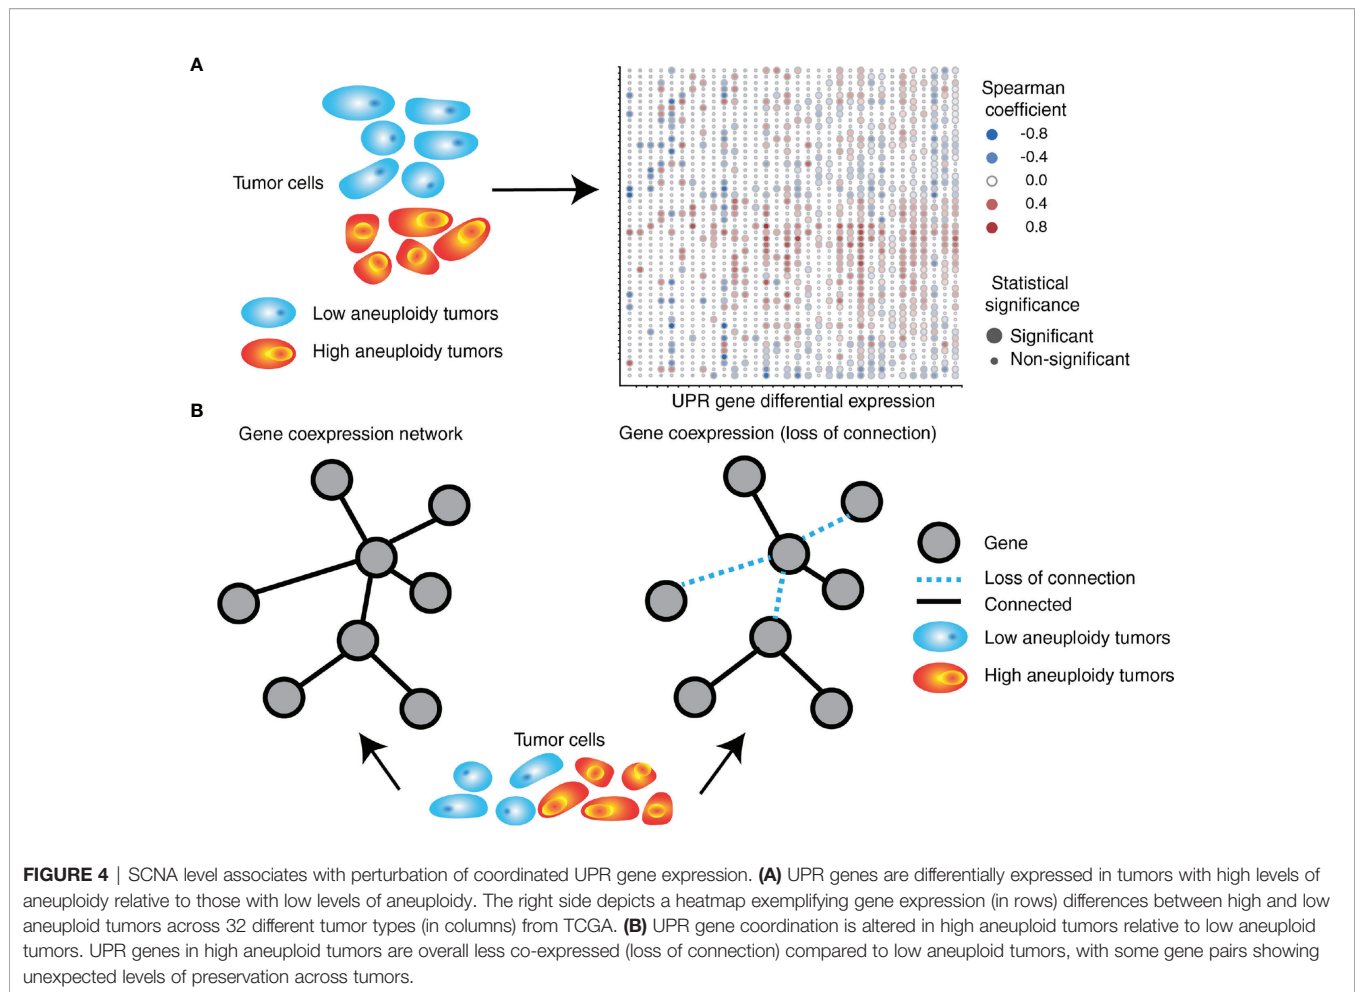 A
Tumor cells
Low aneuploidy tumors
High aneuploidy tumors
UPR gene differential expression
Spearman
coefficient
-0.8
-0.4
0.0
0.4
0.8
Statistical
significance
Significant
Non-significant
B
Gene coexpression network
Gene coexpression (loss of connection)
Gene
Loss of connection
Connected
Low aneuploidy tumors
High aneuploidy tumors
Tumor cells
FIGURE 4 | SCNA level associates with perturbation of coordinated UPR gene expression. (A) UPR genes are differentially expressed in tumors with high levels of
aneuploidy relative to those with low levels of aneuploidy. The right side depicts a heatmap exemplifying gene expression (in rows) differences between high and low
aneuploid tumors across 32 different tumor types (in columns) from TCGA. (B) UPR gene coordination is altered in high aneuploid tumors relative to low aneuploid
tumors. UPR genes in high aneuploid tumors are overall less co-expressed (loss of connection) compared to low aneuploid tumors, with some gene pairs showing
unexpected levels of preservation across tumors.